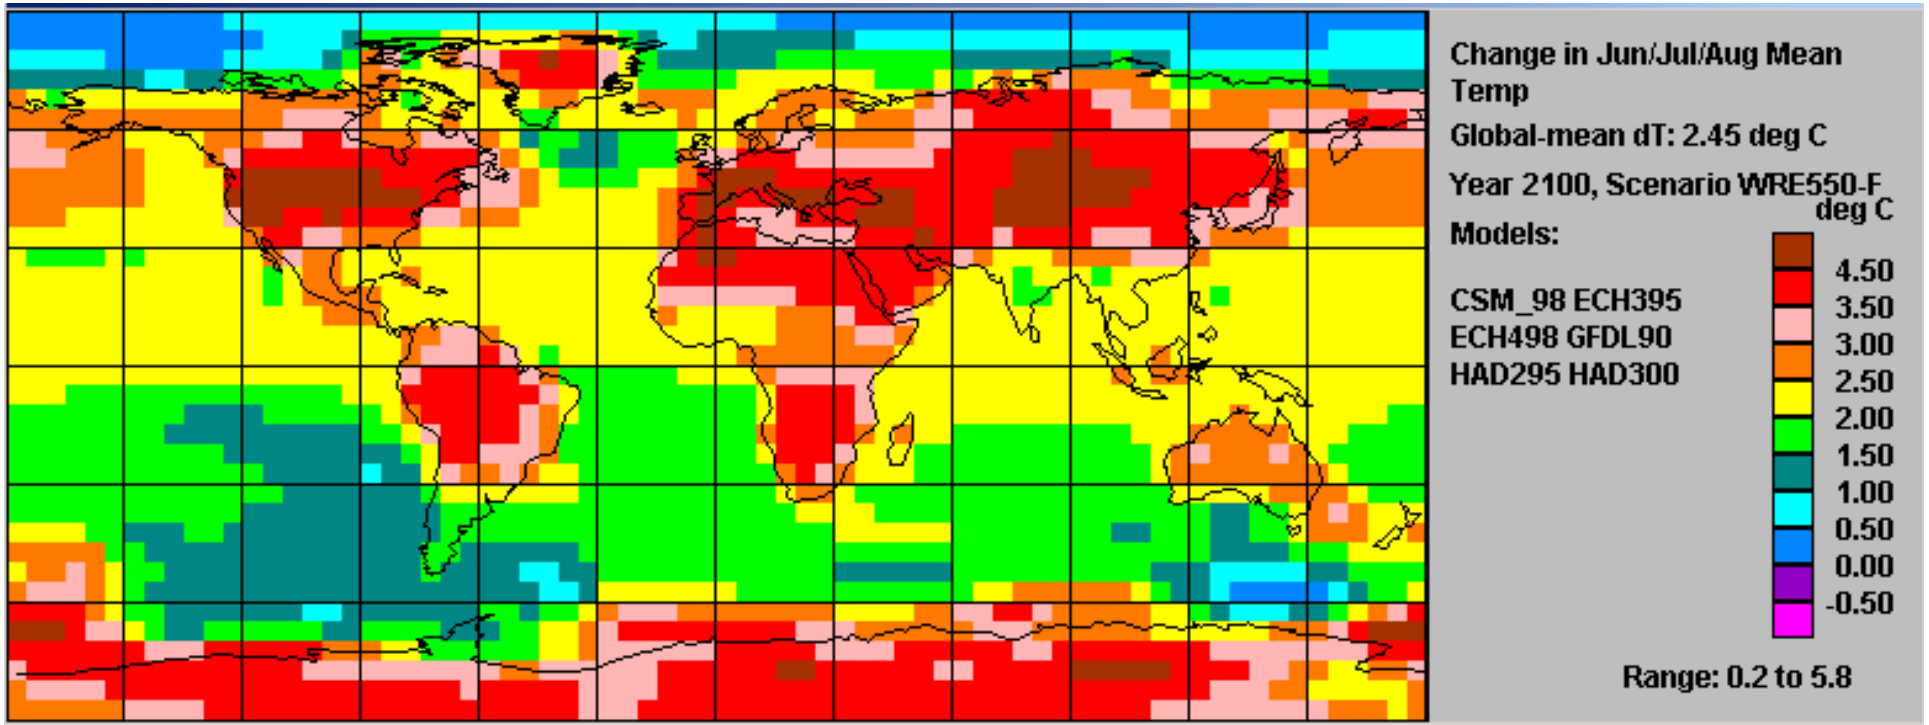 Change in Jun/Jul/Aug Mean
Temp
Global-mean dT: 2.45 deg C
Year 2100, Scenario WRE550-F
deg C
Models:
4.50
CSM_98 ECH395
3.50
ECH498 GFDL90
3.00
HAD295 HAD300
2.50
2.00
1.50
1.00
0.50
0.00
-0.50
Range: 0.2 to 5.8